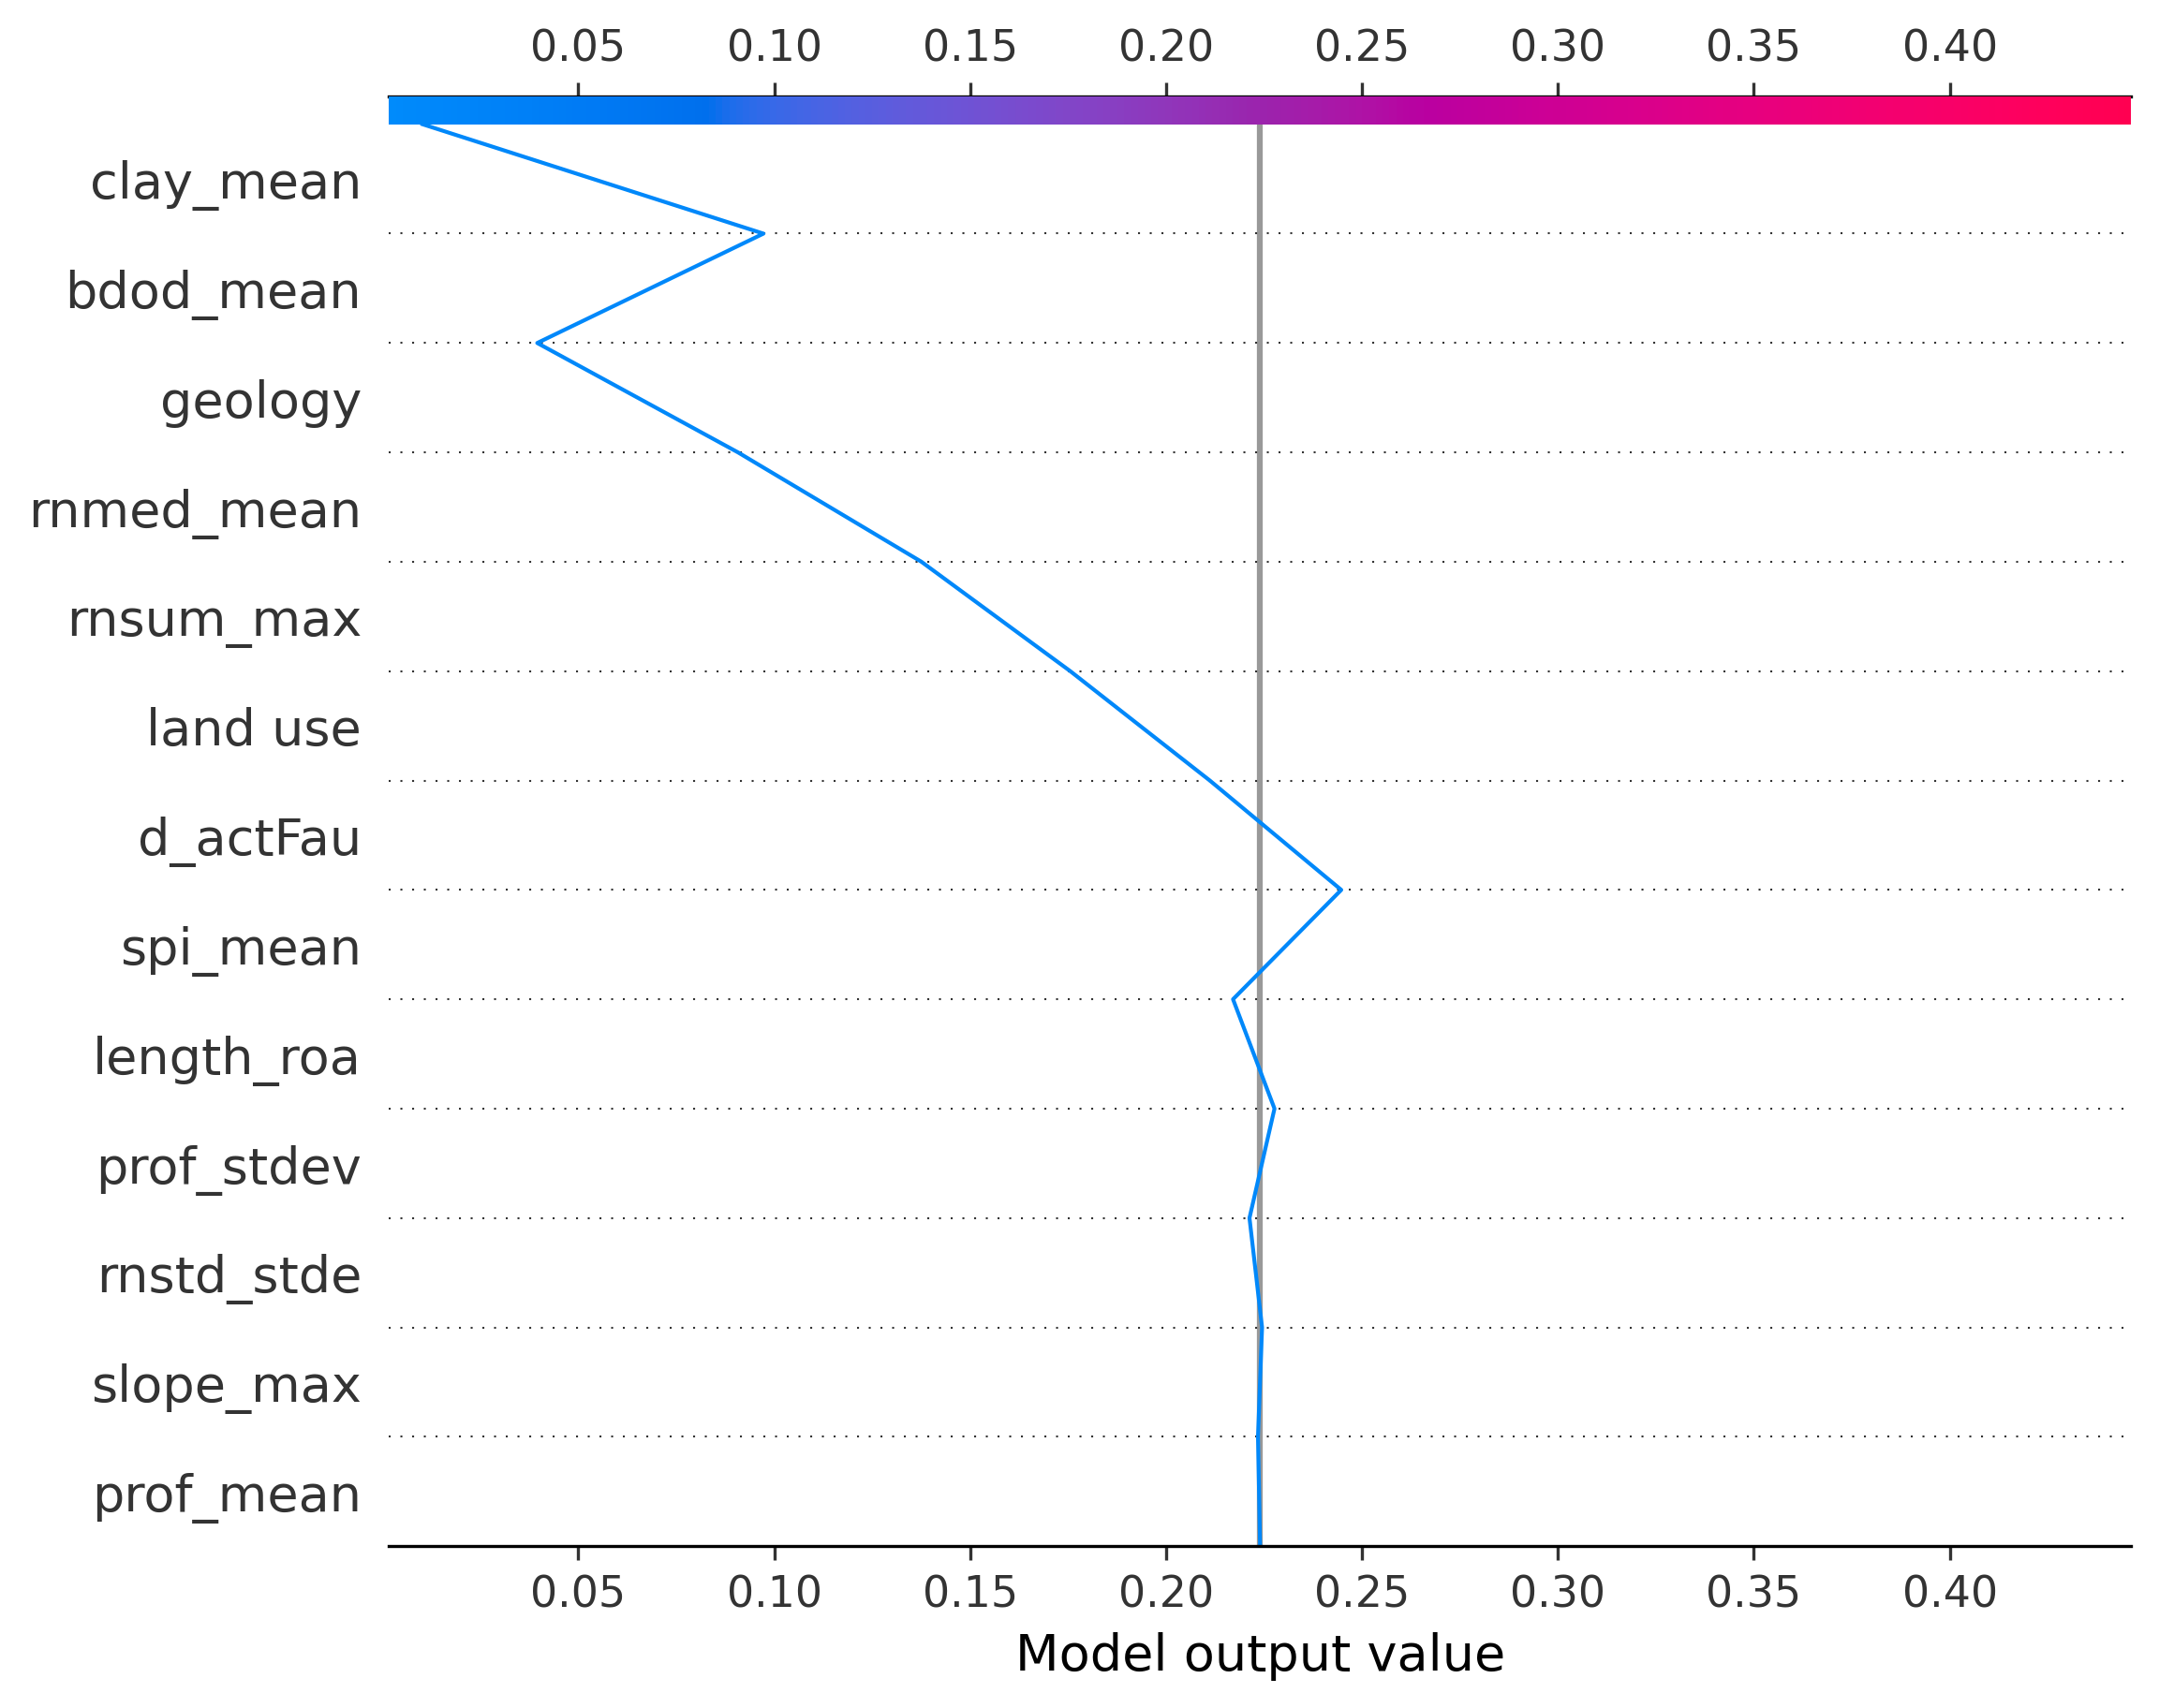 0.05 0.10 0.15 0.20 0.25 0.30 0.35 0.40
clay_mean
bdod_mean
geology
rnmed_mean
rnsum_max
land use
d_actFau
spi_mean
length_roa
prof_stdev
rnstd_stde
slope_max
prof_mean
0.05 0.10 0.15 0.20 0.25 0.30 0.35 0.40
Model output value